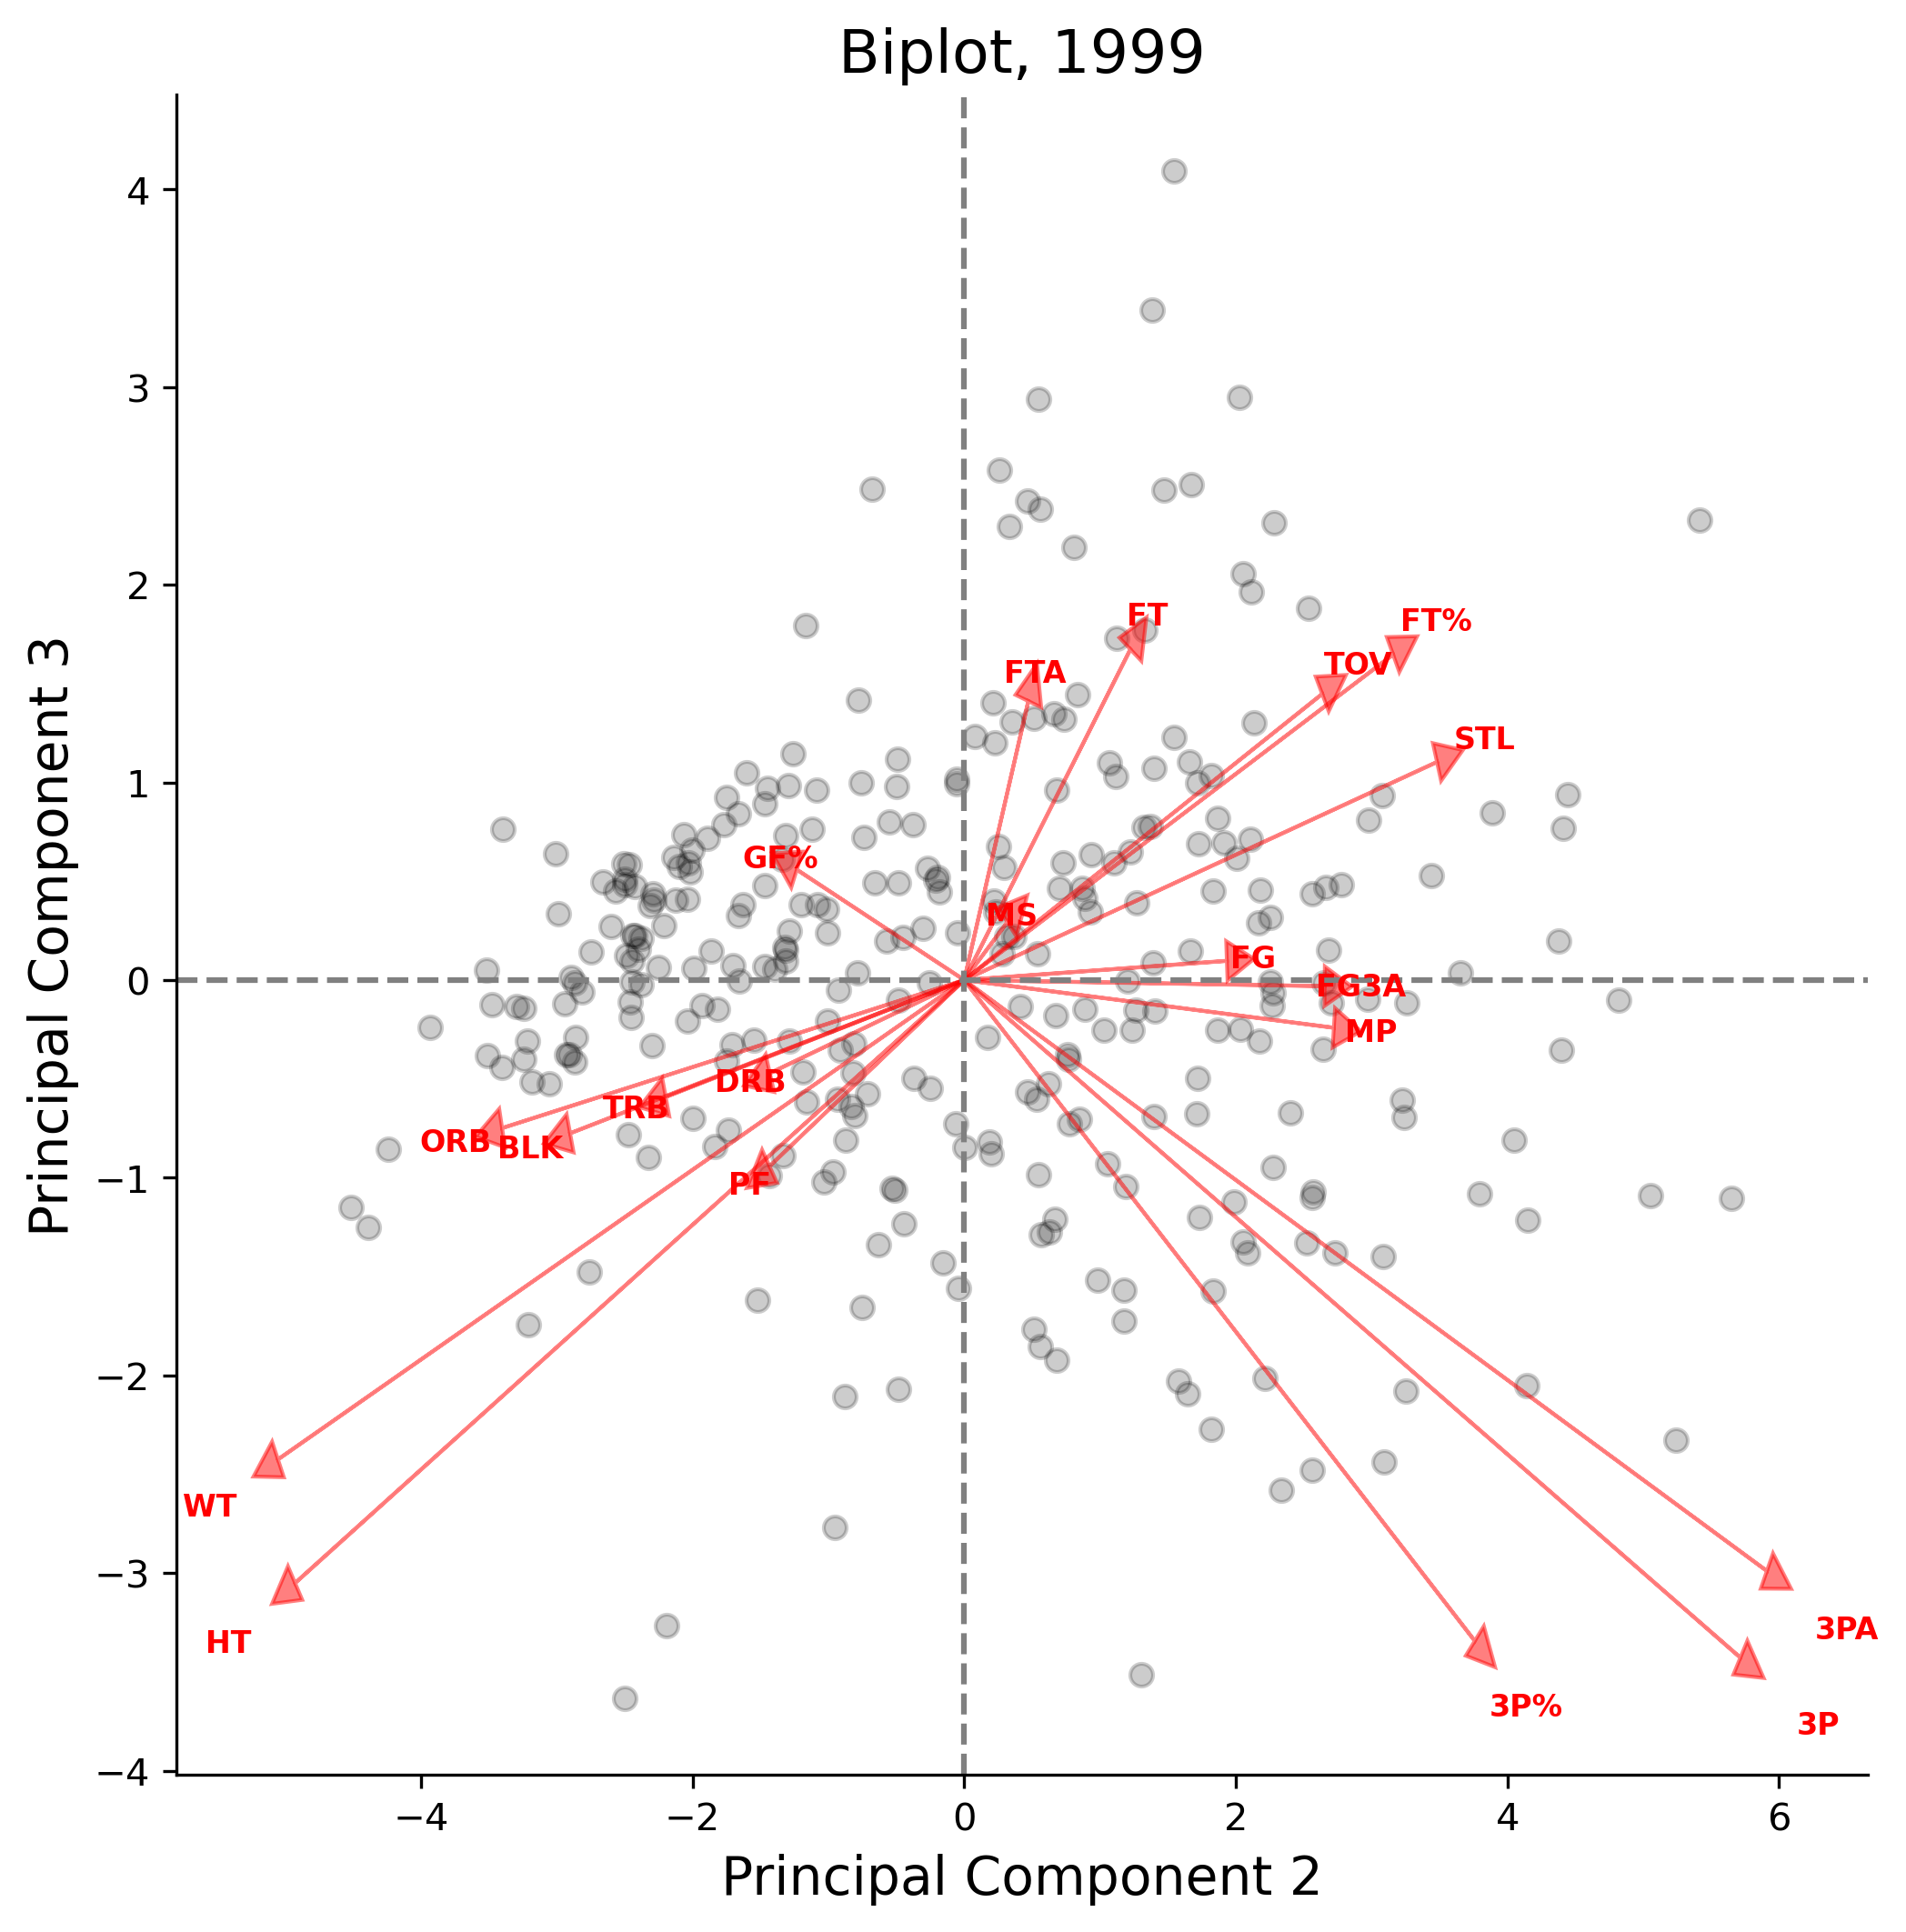 Biplot, 1999
Principal Component 3
4
3
2
1
0
−1
−2
−3
−4
FT
FT%
FTA
TOV
STL
GF%
MS
FG
FG3A
MP
DRB
TRB
ORB
BLK
PF
WT
HT
3PA
3P%
3P
−4
−2
0
2
4
6
Principal Component 2